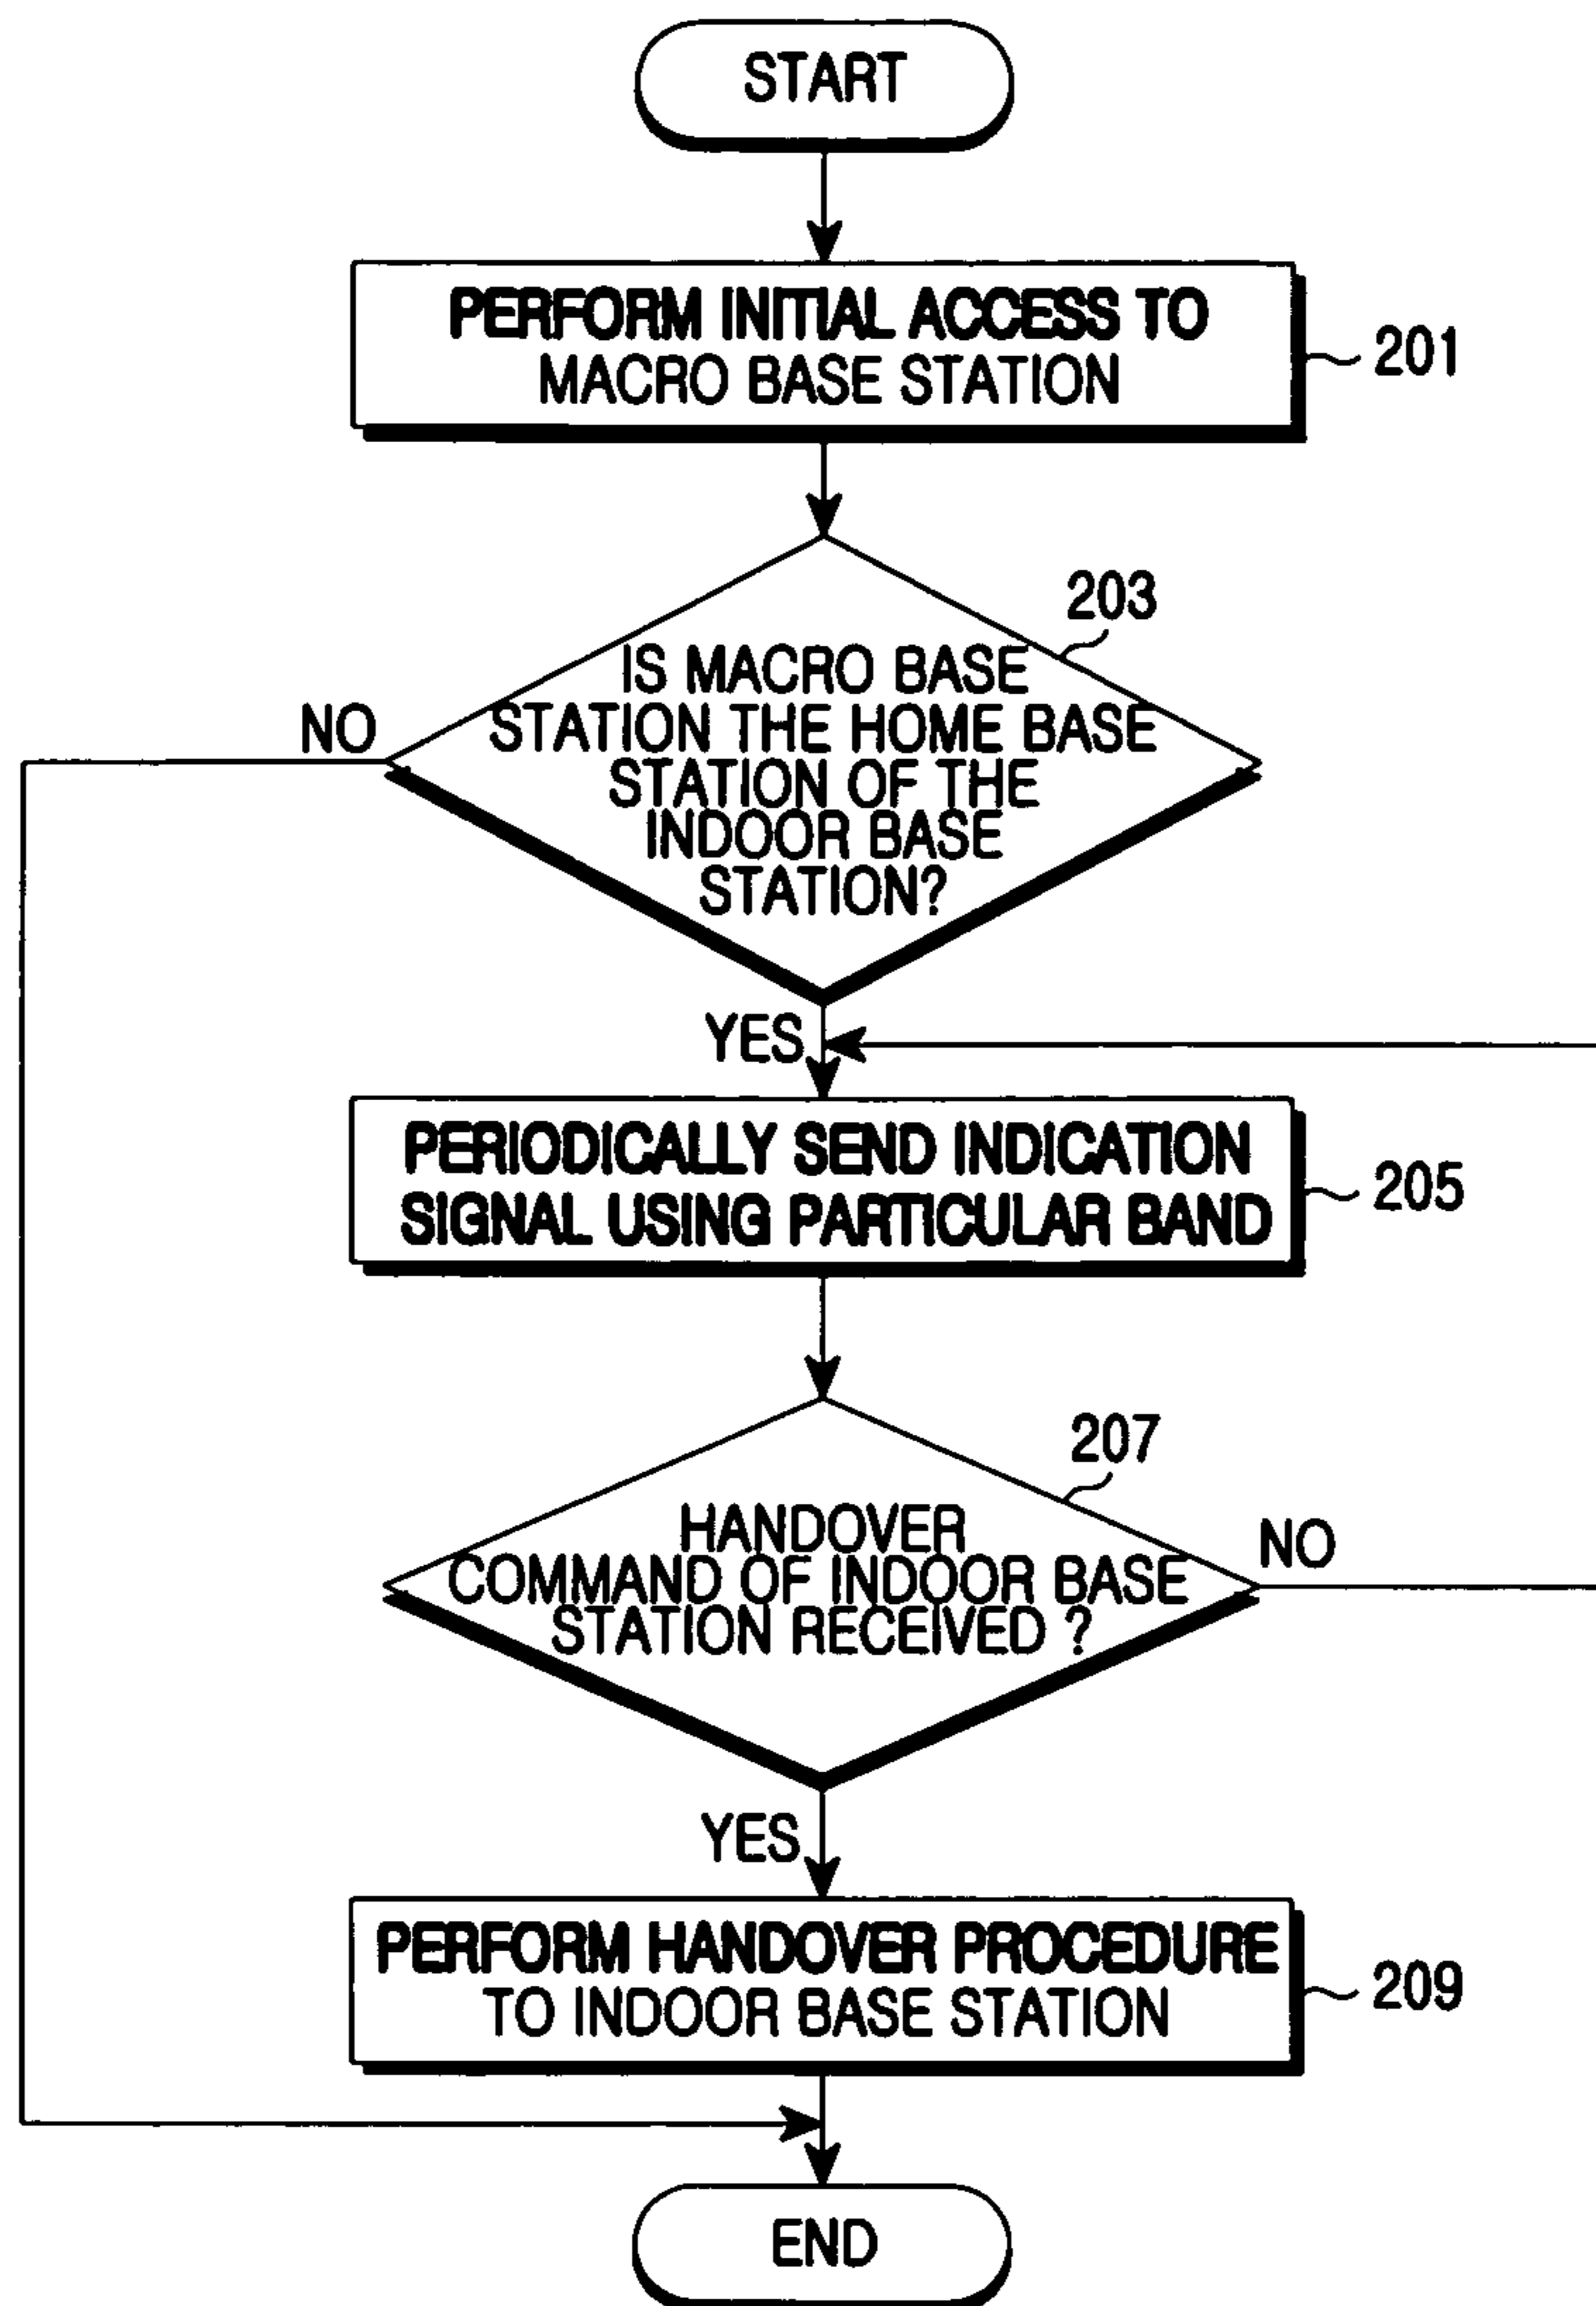 START
PERFORM INITIAL ACCESS TO
MACRO BASE STATION
201
203
IS MACRO BASE
STATION THE HOME BASE
STATION OF THE
INDOOR BASE
STATION?
NO
YES
PERIODICALLY SEND INDICATION
SIGNAL USING PARTICULAR BAND
205
207
HANDOVER
COMMAND OF INDOOR BASE
STATION RECEIVED ?
NO
YES
PERFORM HANDOVER PROCEDURE
TO INDOOR BASE STATION
209
END